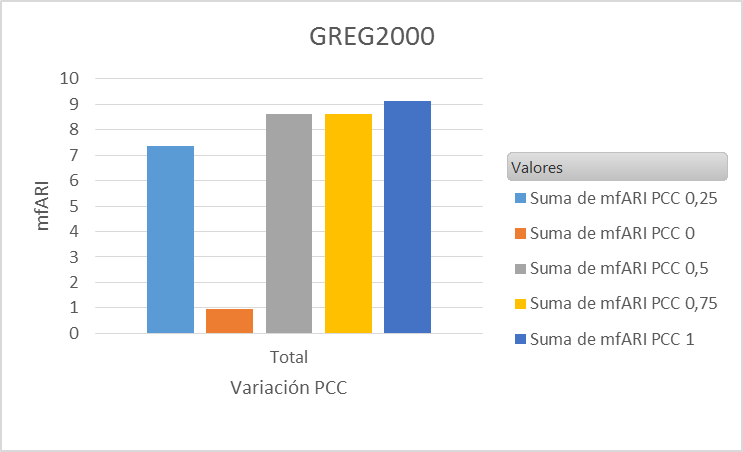 GREG2000
10
9
8
7
6
5
4
3
2
1
0
mfARI
Total
Variación PCC
Valores
Suma de mfARI PCC 0,25
Suma de mfARI PCC 0
Suma de mfARI PCC 0,5
Suma de mfARI PCC 0,75
Suma de mfARI PCC 1